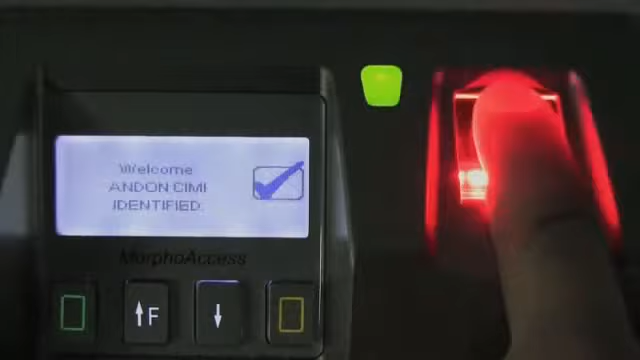 Welcome
ANDON CIMI
IDENTIFIED.
MorphoAccess
F